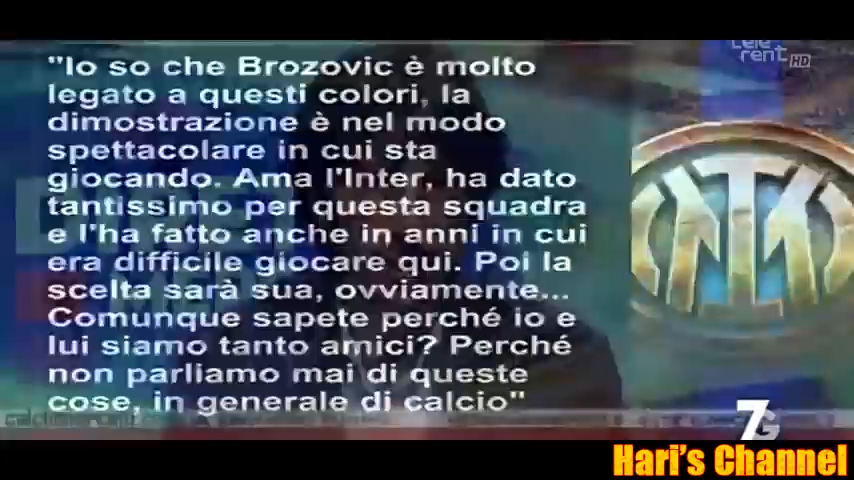 tele
rent HD
"Io so che Brozovic è molto
legato a questi colori, la
dimostrazione è nel modo
spettacolare in cui sta
giocando. Ama l'Inter, ha dato
tantissimo per questa squadra
e l'ha fatto anche in anni in cui
era difficile giocare qui. Poi la
scelta sarà sua, ovviamente...
Comunque sapete perché io e
lui siamo tanto amici? Perché
non parliamo mai di queste
cose, in generale di calcio"
7G
Hari's Channel